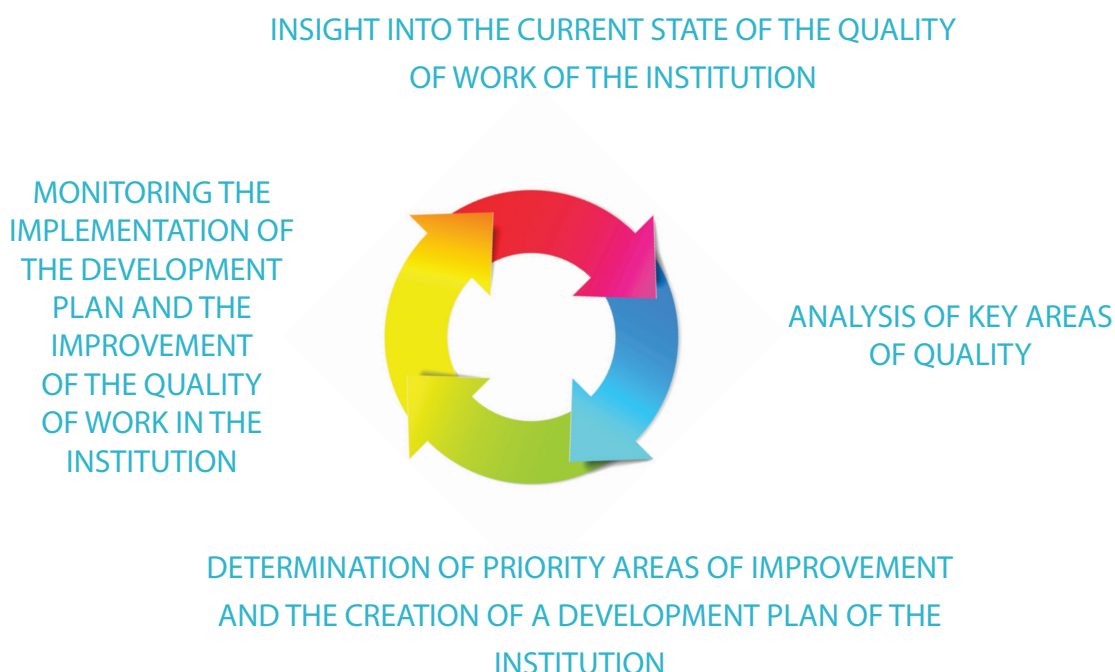 INSIGHT INTO THE CURRENT STATE OF THE QUALITY
OF WORK OF THE INSTITUTION
MONITORING THE
IMPLEMENTATION OF
THE DEVELOPMENT
PLAN AND THE
IMPROVEMENT
OF THE QUALITY
OF WORK IN THE
INSTITUTION
ANALYSIS OF KEY AREAS
OF QUALITY
DETERMINATION OF PRIORITY AREAS OF IMPROVEMENT
AND THE CREATION OF A DEVELOPMENT PLAN OF THE
INSTITUTION